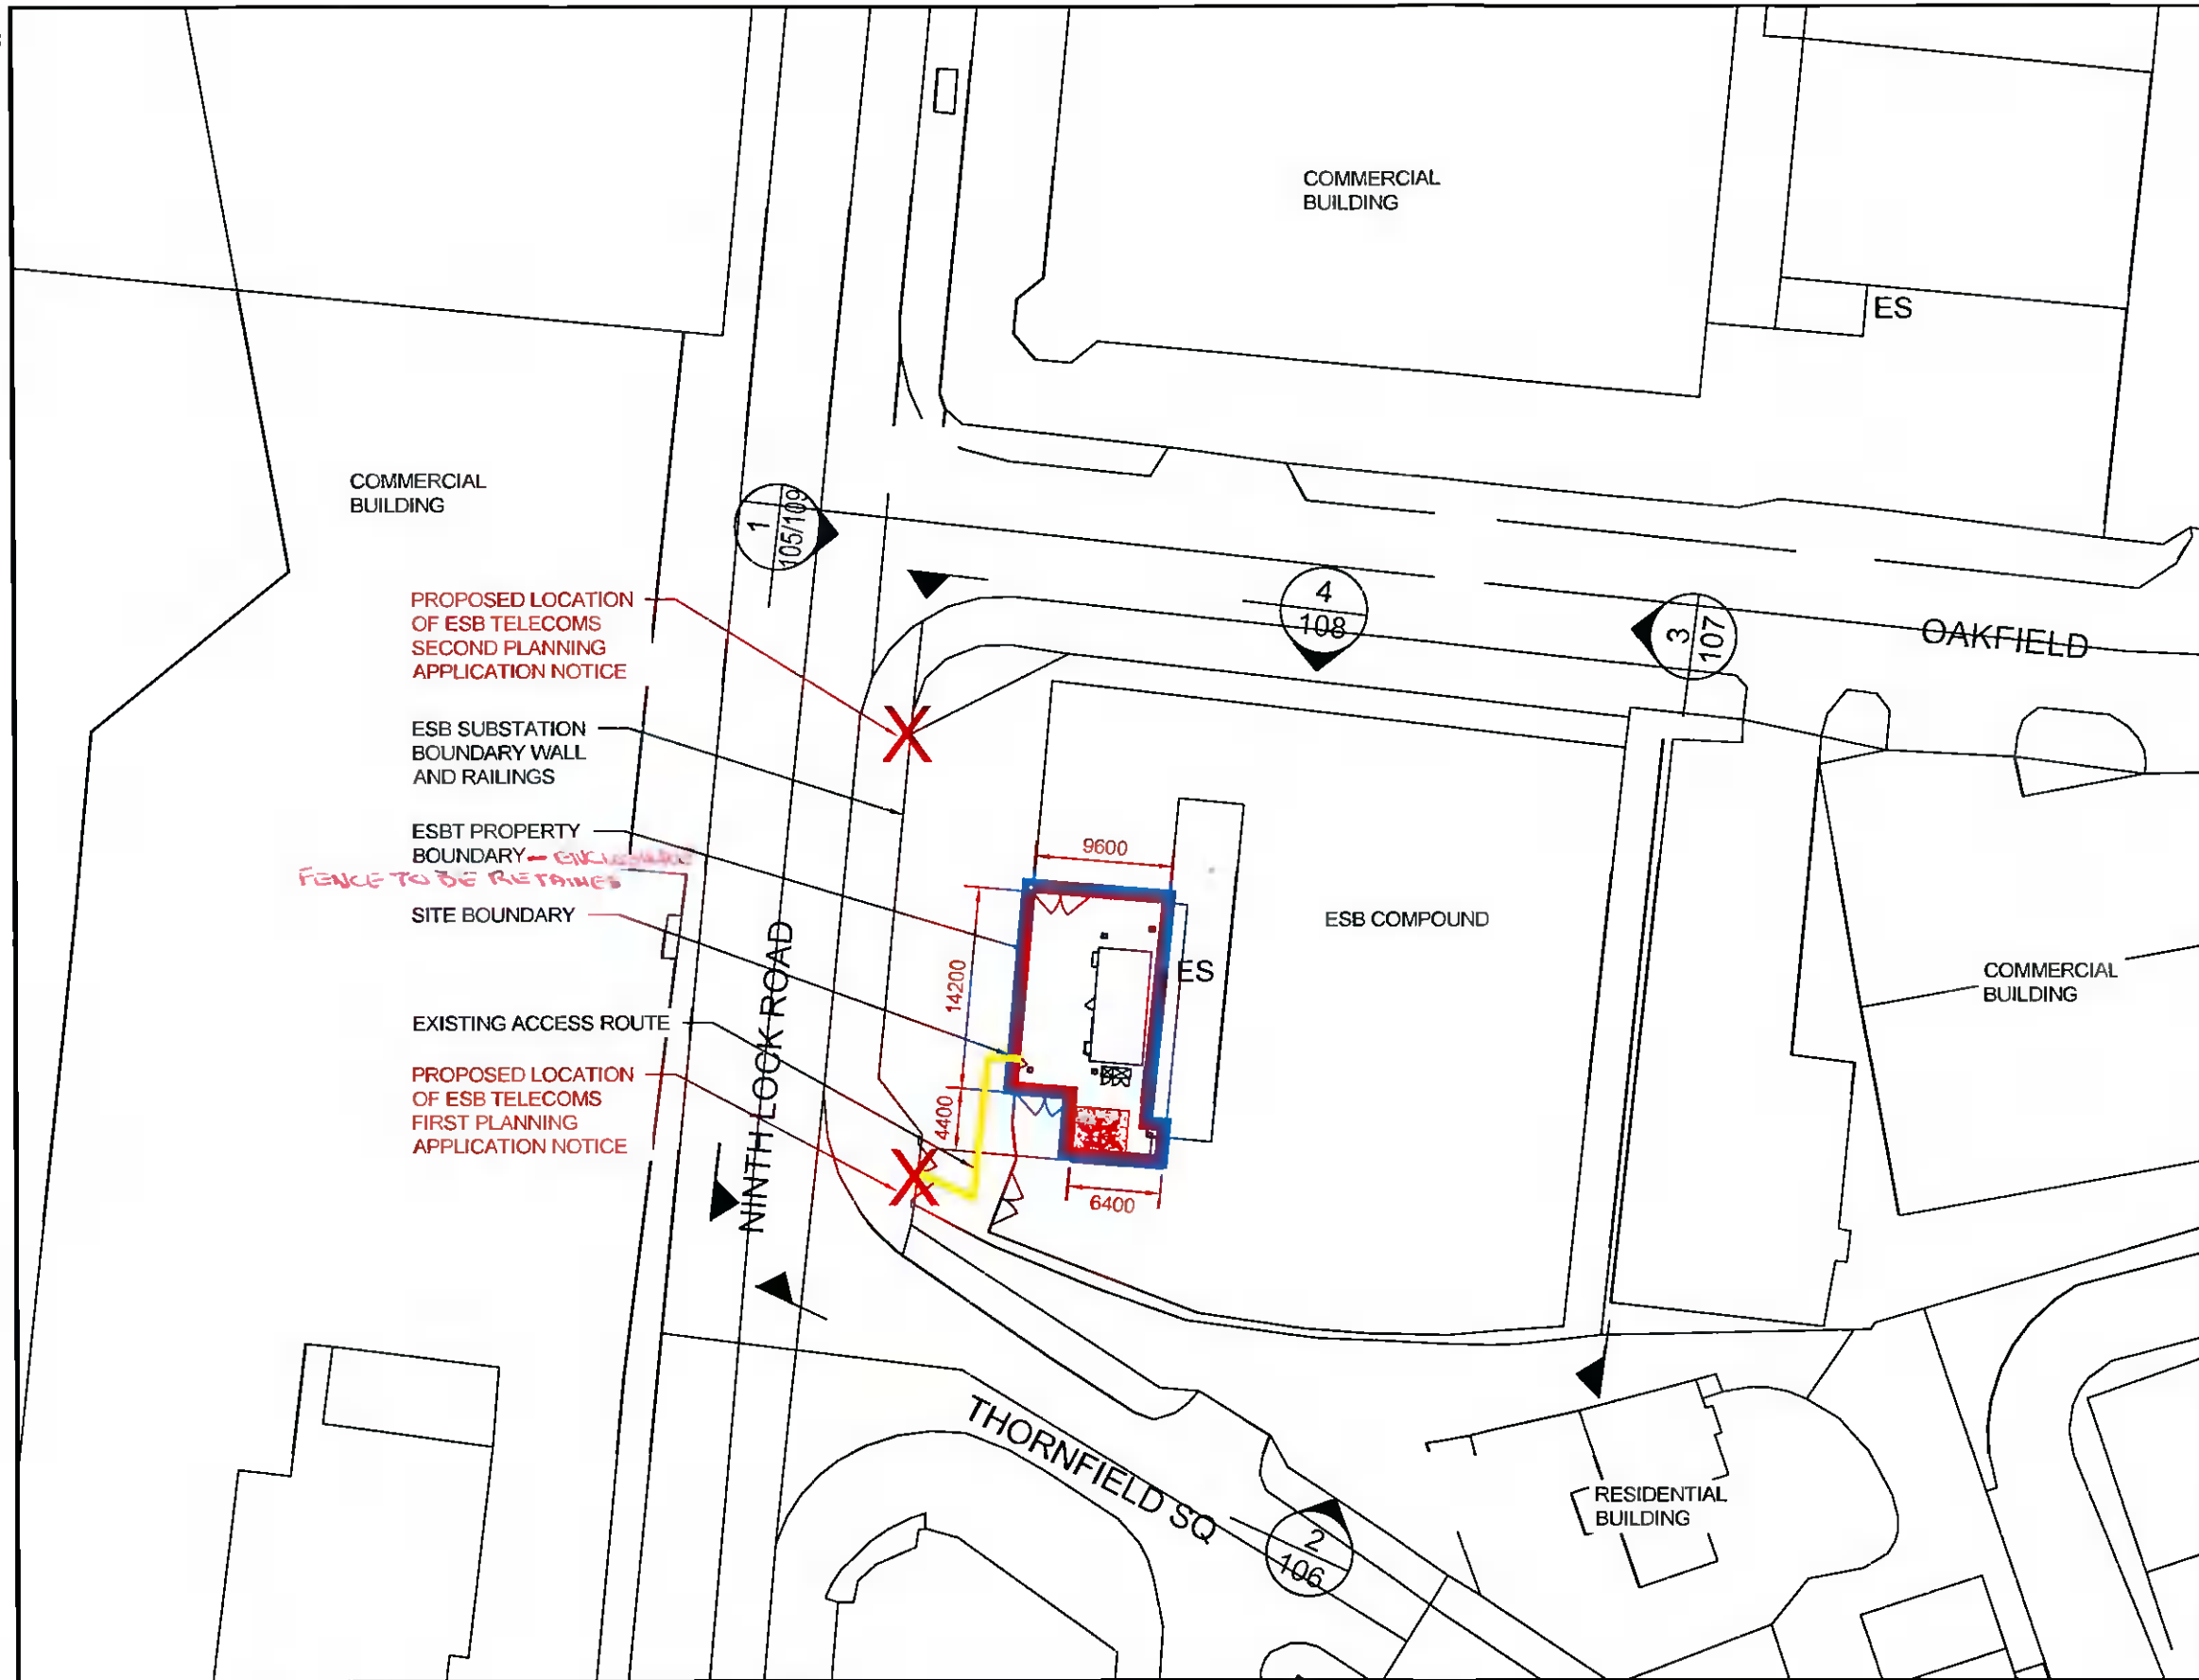 COMMERCIAL
BUILDING
ES
COMMERCIAL
BUILDING
1
105/109
4
108
3
107
OAKFIELD
PROPOSED LOCATION
OF ESB TELECOMS
SECOND PLANNING
APPLICATION NOTICE
ESB SUBSTATION
BOUNDARY WALL
AND RAILINGS
ESBT PROPERTY
BOUNDARY -
FENCE TO BE RETAINED
SITE BOUNDARY
EXISTING ACCESS ROUTE
PROPOSED LOCATION
OF ESB TELECOMS
FIRST PLANNING
APPLICATION NOTICE
NINTH LOCK ROAD
9600
14200
4400
6400
ES
ESB COMPOUND
COMMERCIAL
BUILDING
THORNFIELD SQ
2
106
RESIDENTIAL
BUILDING